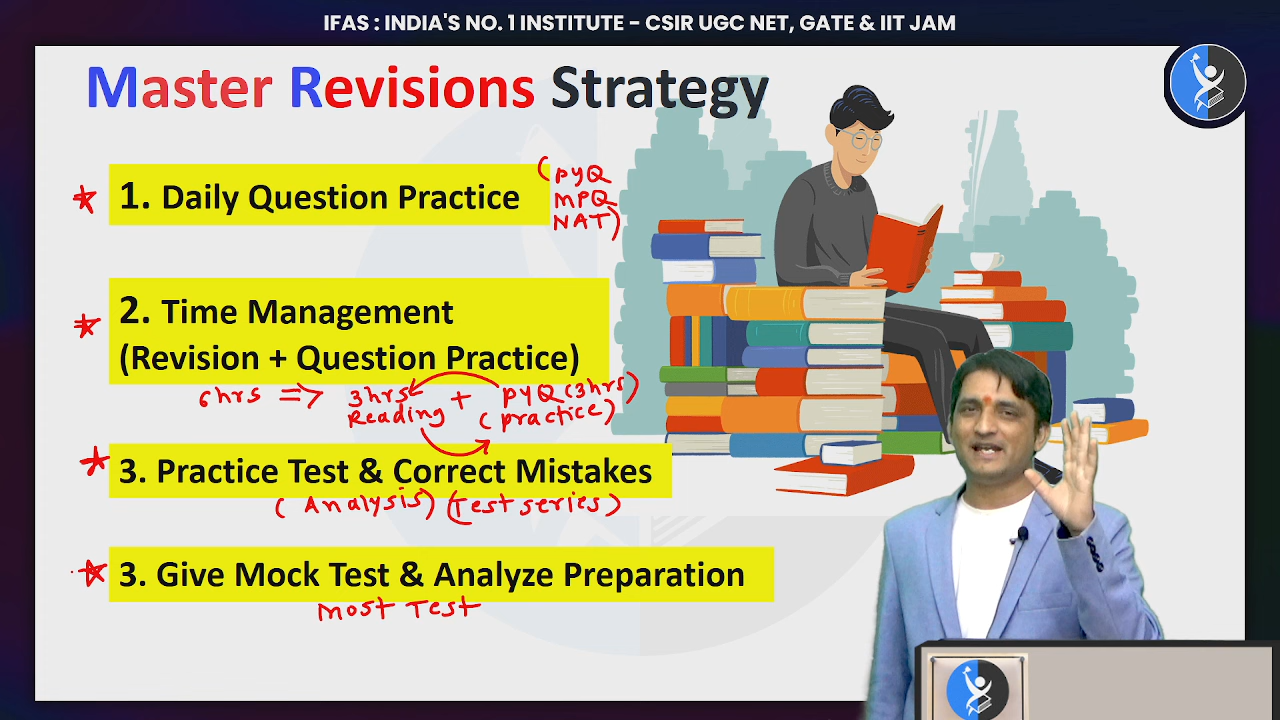 IFAS : INDIA'S NO. 1 INSTITUTE - CSIR UGC NET, GATE & IIT JAM
Master Revisions Strategy
1. Daily Question Practice
(PYQ
MPQ
NAT)
2. Time Management
(Revision + Question Practice)
6hrs => 3hrs + PYQ (3hrs)
Reading (practice)
3. Practice Test & Correct Mistakes
(Analysis) (Test series)
3. Give Mock Test & Analyze Preparation
Most Test